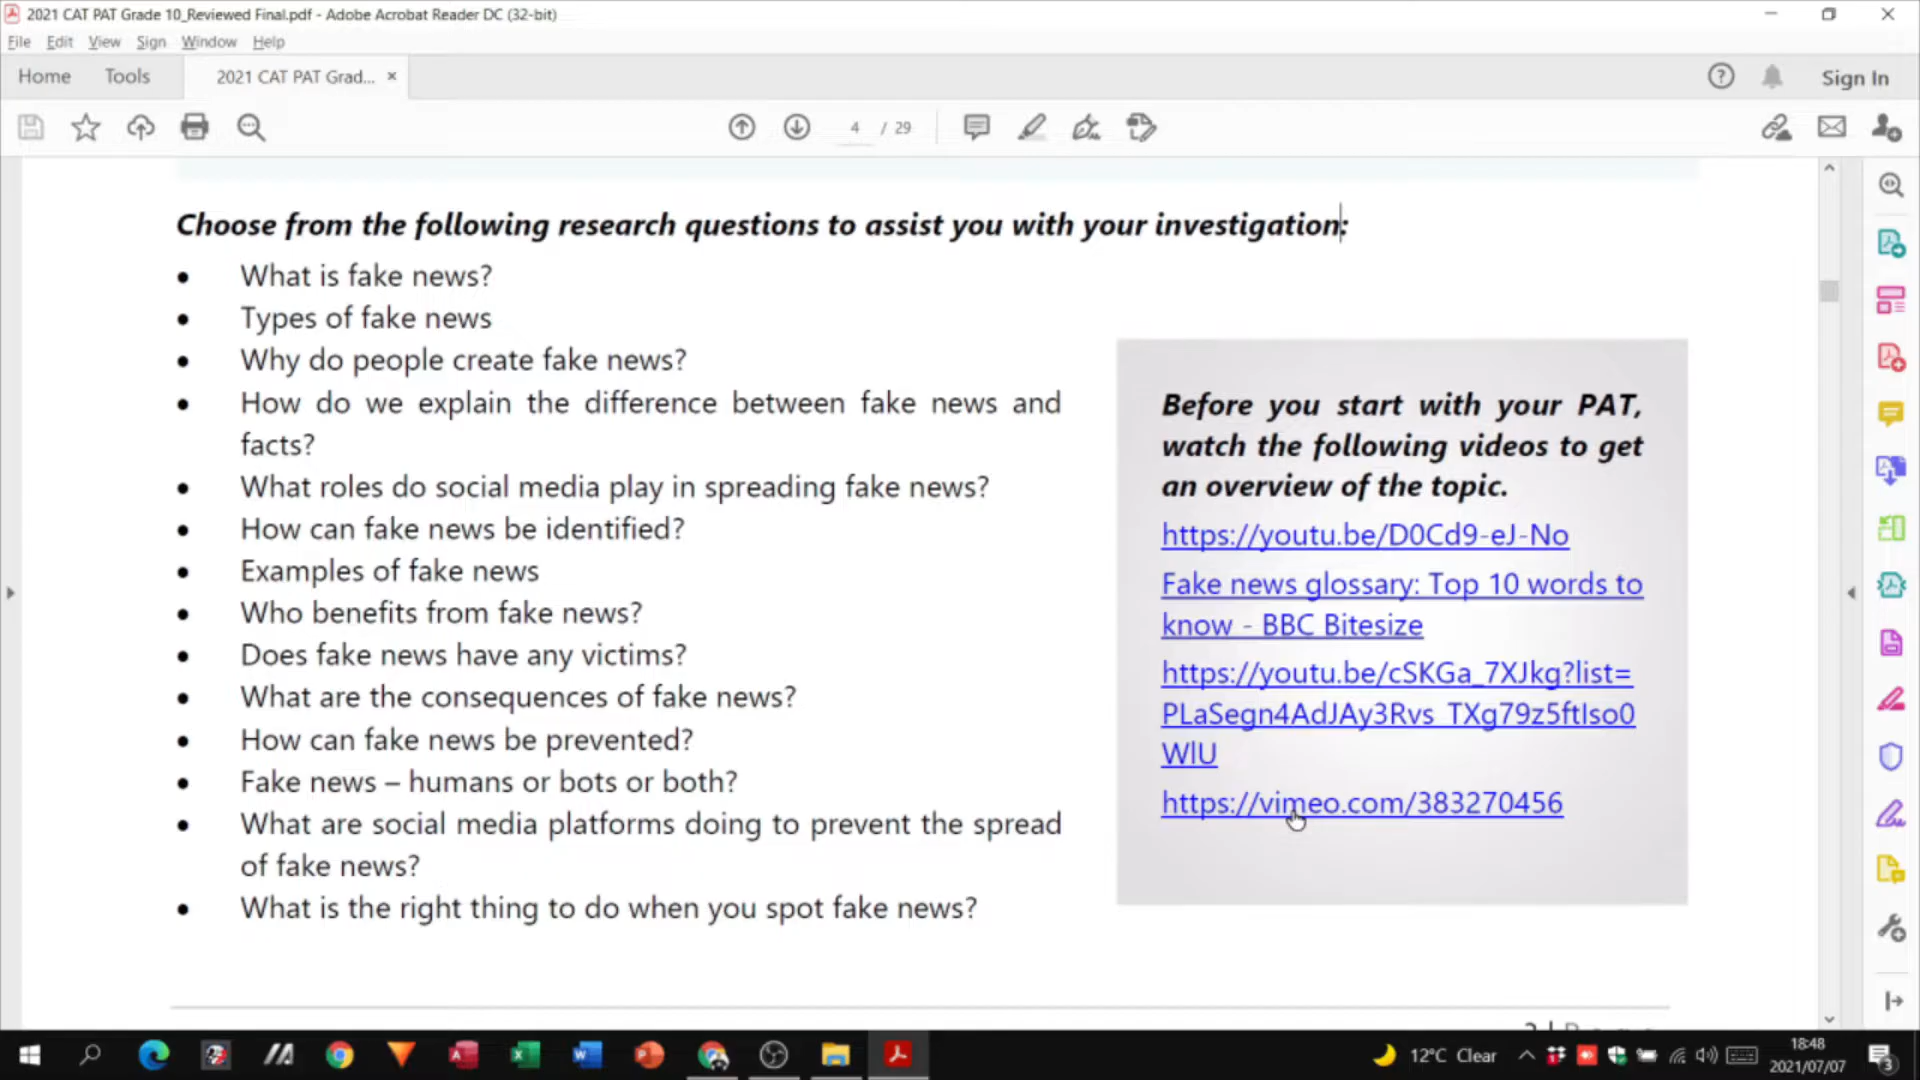 2021 CAT PAT Grade 10_Reviewed Final.pdf - Adobe Acrobat Reader DC (32-bit)
File Edit View Sign Window Help
Home Tools 2021 CAT PAT Grad... × Sign In
4 / 29
Choose from the following research questions to assist you with your investigation:
• What is fake news?
• Types of fake news
• Why do people create fake news?
• How do we explain the difference between fake news and
facts?
• What roles do social media play in spreading fake news?
• How can fake news be identified?
• Examples of fake news
• Who benefits from fake news?
• Does fake news have any victims?
• What are the consequences of fake news?
• How can fake news be prevented?
• Fake news – humans or bots or both?
• What are social media platforms doing to prevent the spread
of fake news?
• What is the right thing to do when you spot fake news?
Before you start with your PAT,
watch the following videos to get
an overview of the topic.
https://youtu.be/D0Cd9-eJ-No
Fake news glossary: Top 10 words to
know - BBC Bitesize
https://youtu.be/cSKGa_7XJkg?list=
PLaSegn4AdJAy3Rvs_TXg79z5ftIso0
WlU
https://vimeo.com/383270456
12°C Clear
18:48
2021/07/07
3